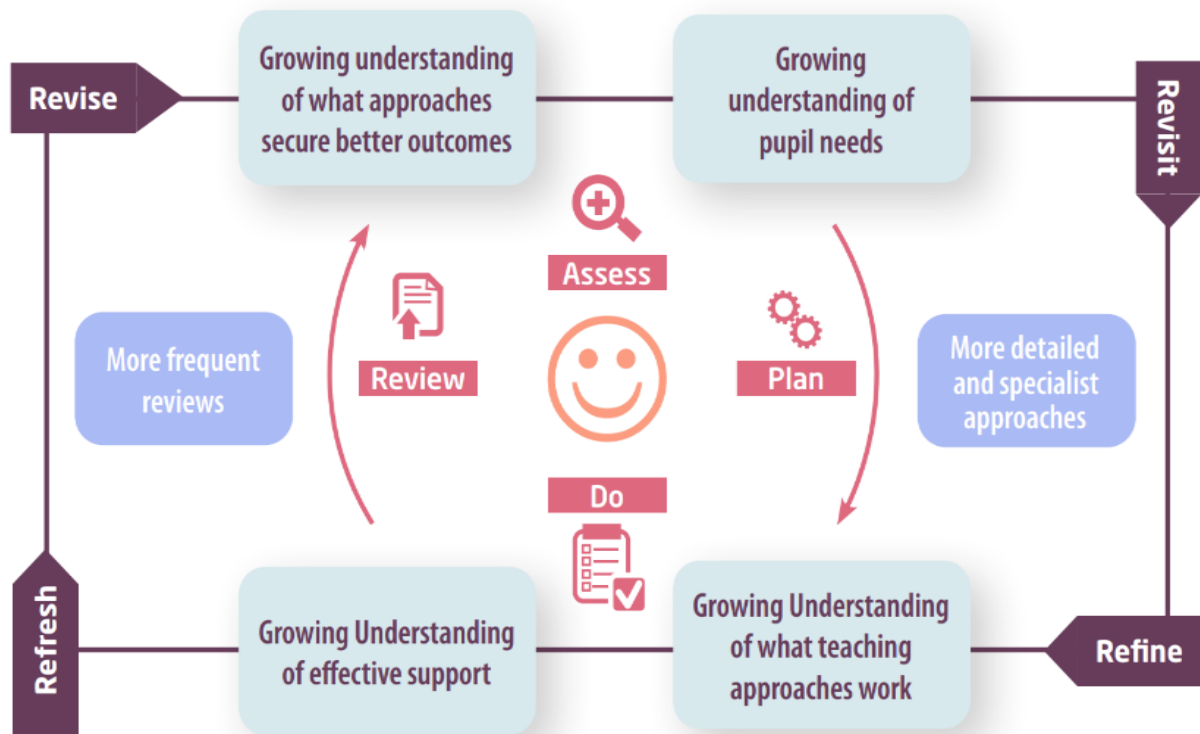 Revise
Growing understanding
of what approaches
secure better outcomes
Growing
understanding of
pupil needs
Revisit
Assess
More frequent
reviews
Review
Plan
More detailed
and specialist
approaches
Do
Refresh
Growing Understanding
of effective support
Growing Understanding
of what teaching
approaches work
Refine